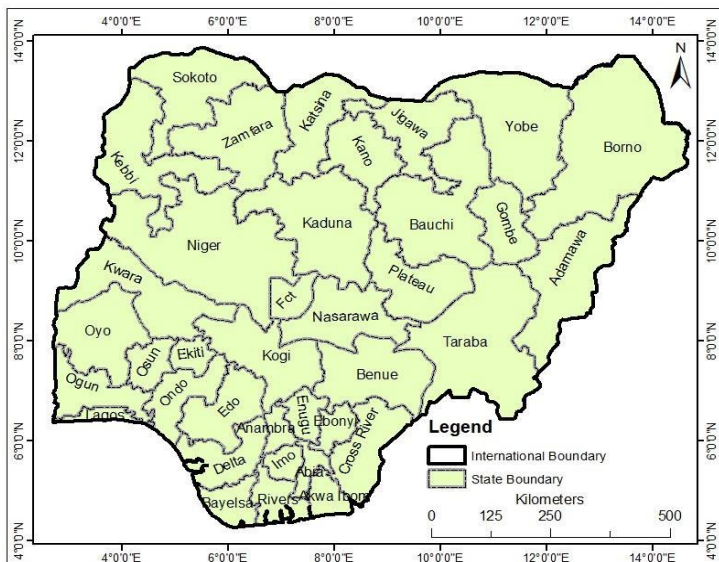 4°0'0"E 6°0'0"E 8°0'0"E 10°0'0"E 12°0'0"E 14°0'0"E
14°0'0"N 14°0'0"N
N
Sokoto
Katsina
Jigawa
Zamfara
Yobe
Kano
Borno
12°0'0"N 12°0'0"N
Kebbi
Kaduna
Bauchi
Gombe
Niger
10°0'0"N 10°0'0"N
Adamawa
Kwara
Plateau
Fct
Nasarawa
Oyo
Taraba
8°0'0"N 8°0'0"N
Osun
Ekiti
Kogi
Benue
Ogun
Ondo
Edo
Enugu
Lagos
Anambra
Ebony
Cross River
6°0'0"N 6°0'0"N
Delta
Imo
Abia
Bayelsa
Rivers
Akwa Ibom
4°0'0"N 4°0'0"N
Legend
International Boundary
State Boundary
Kilometers
0 125 250 500
4°0'0"E 6°0'0"E 8°0'0"E 10°0'0"E 12°0'0"E 14°0'0"E